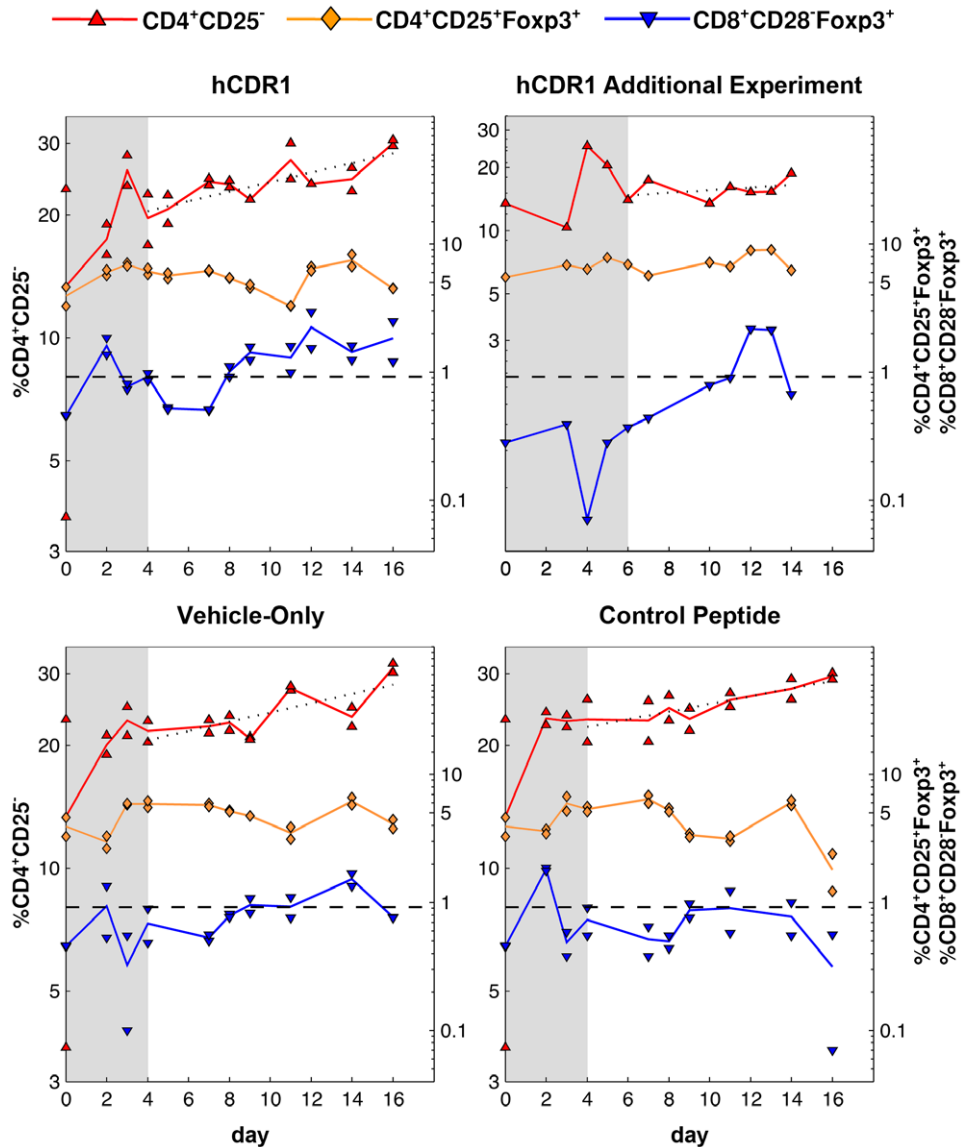 CD4⁺CD25⁻ CD4⁺CD25⁺Foxp3⁺ CD8⁺CD28⁻Foxp3⁺
hCDR1
hCDR1 Additional Experiment
%CD4⁺CD25⁻
30
20
10
5
3
10
5
1
0.1
0 2 4 6 8 10 12 14 16
30
20
10
5
3
10
5
1
0.1
0 2 4 6 8 10 12 14 16
%CD4⁺CD25⁺Foxp3⁺
%CD8⁺CD28⁻Foxp3⁺
Vehicle-Only
Control Peptide
%CD4⁺CD25⁻
30
20
10
5
3
10
5
1
0.1
0 2 4 6 8 10 12 14 16
day
30
20
10
5
3
10
5
1
0.1
0 2 4 6 8 10 12 14 16
day
%CD4⁺CD25⁺Foxp3⁺
%CD8⁺CD28⁻Foxp3⁺